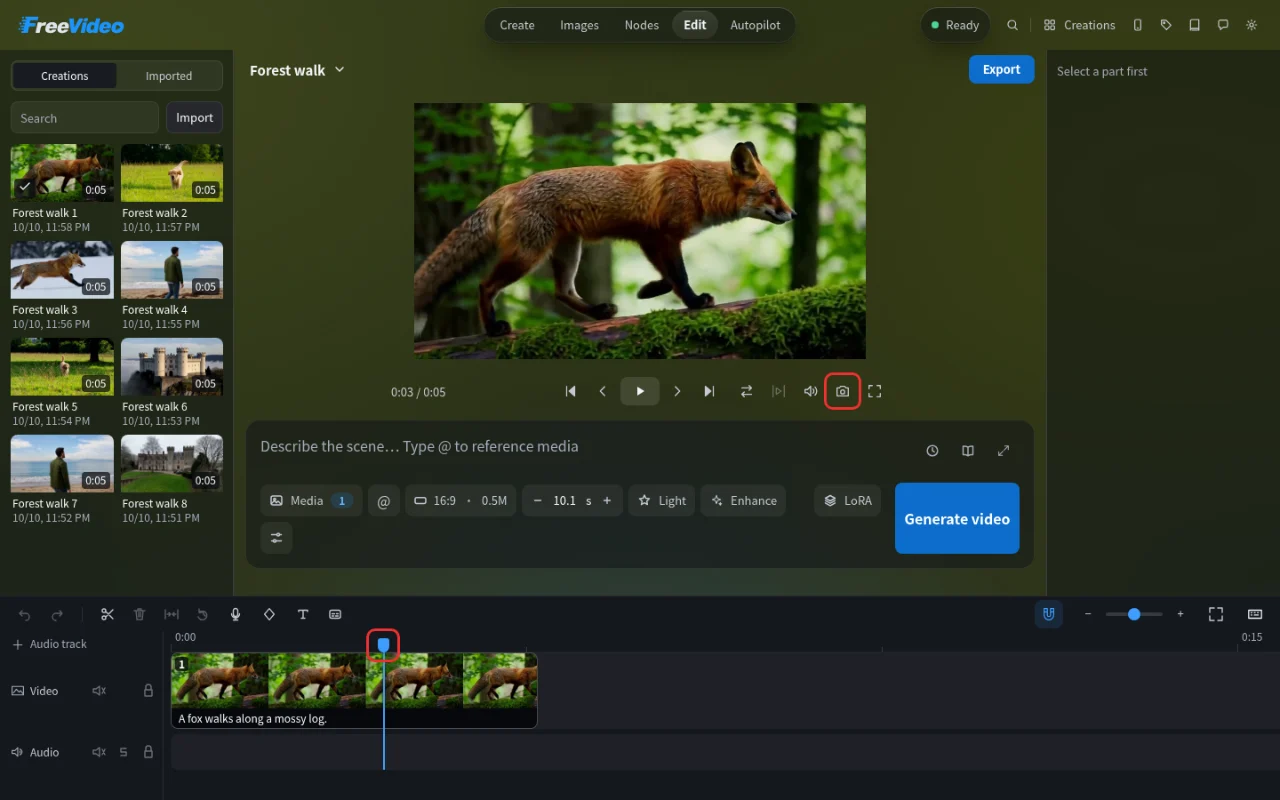 FreeVideo
Create
Images
Nodes
Edit
Autopilot
Ready
Creations
Creations
Imported
Search
Import
0:05
Forest walk 1
10/10, 11:58 PM
0:05
Forest walk 2
10/10, 11:57 PM
0:05
Forest walk 3
10/10, 11:56 PM
0:05
Forest walk 4
10/10, 11:55 PM
0:05
Forest walk 5
10/10, 11:54 PM
0:05
Forest walk 6
10/10, 11:53 PM
0:05
Forest walk 7
10/10, 11:52 PM
0:05
Forest walk 8
10/10, 11:51 PM
Forest walk
Export
0:03 / 0:05
Describe the scene… Type @ to reference media
Media 1
@
16:9 · 0.5M
− 10.1 s +
Light
Enhance
LoRA
Generate video
Select a part first
T
− +
Audio track
0:00
0:15
Video
1
A fox walks along a mossy log.
Audio
S